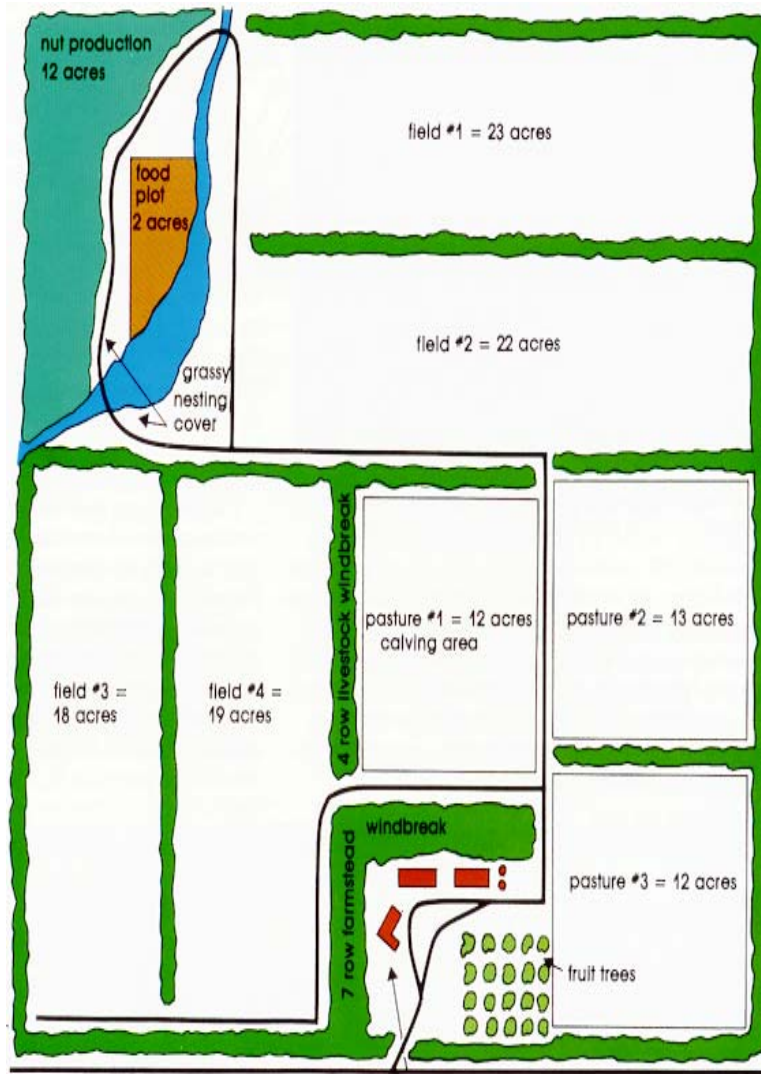 nut production
12 acres
field #1 = 23 acres
food
plot
2 acres
field #2 = 22 acres
grassy
nesting
cover
4 row livestock windbreak
pasture #1 = 12 acres
calving area
pasture #2 = 13 acres
field #3 =
18 acres
field #4 =
19 acres
windbreak
7 row farmstead
pasture #3 = 12 acres
fruit trees